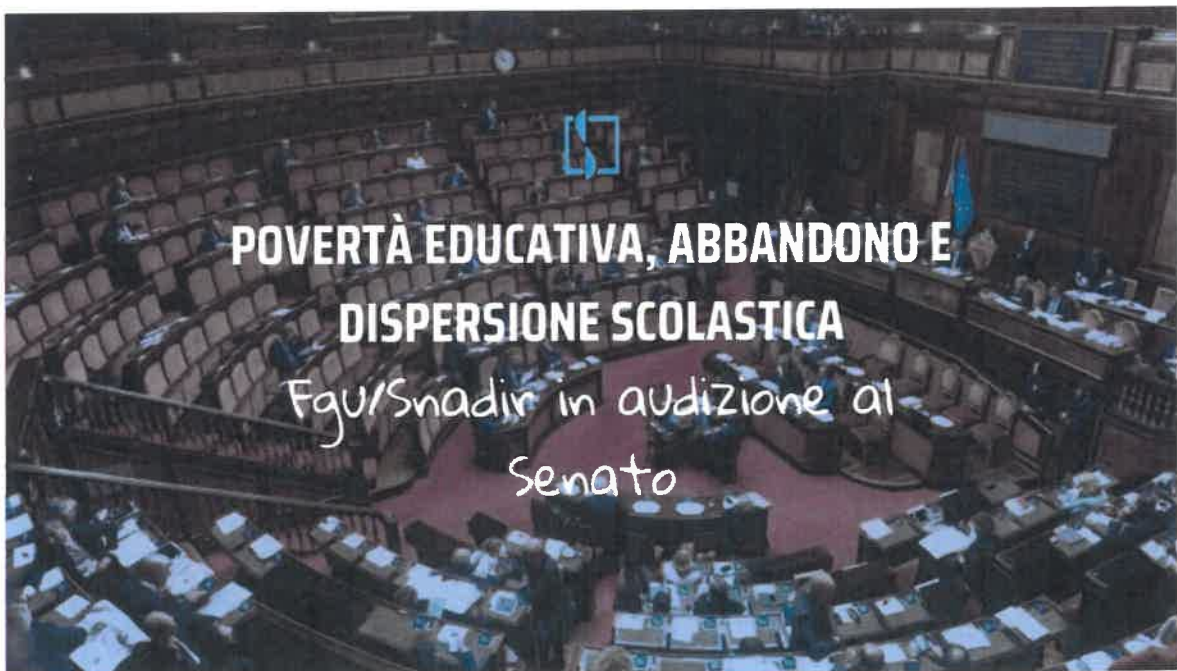 POVERTÀ EDUCATIVA, ABBANDONO E
DISPERSIONE SCOLASTICA
Fgu/Snadir in audizione al
Senato